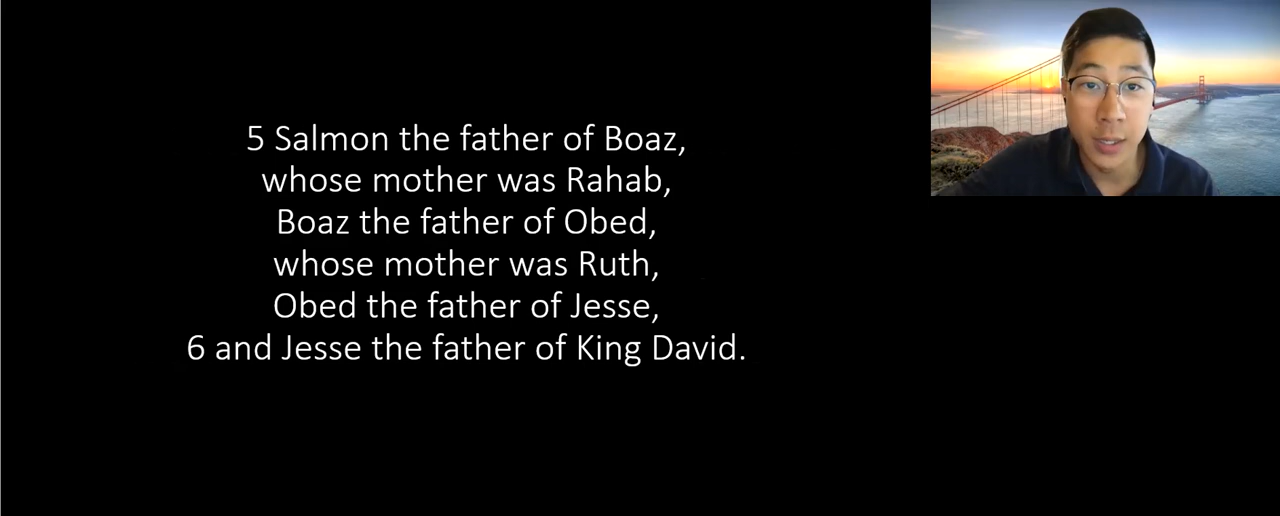 5 Salmon the father of Boaz,
whose mother was Rahab,
Boaz the father of Obed,
whose mother was Ruth,
Obed the father of Jesse,
6 and Jesse the father of King David.